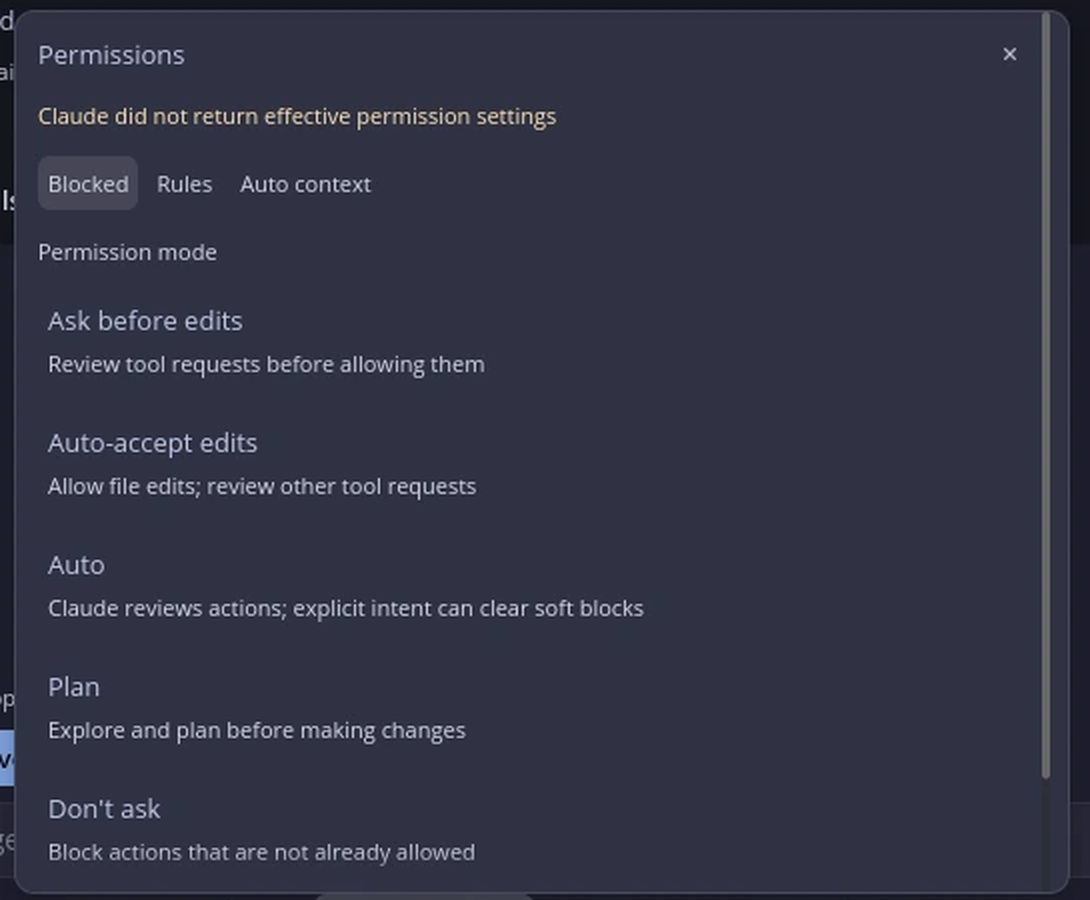 Permissions
×
Claude did not return effective permission settings
Blocked Rules Auto context
Permission mode
Ask before edits
Review tool requests before allowing them
Auto-accept edits
Allow file edits; review other tool requests
Auto
Claude reviews actions; explicit intent can clear soft blocks
Plan
Explore and plan before making changes
Don't ask
Block actions that are not already allowed